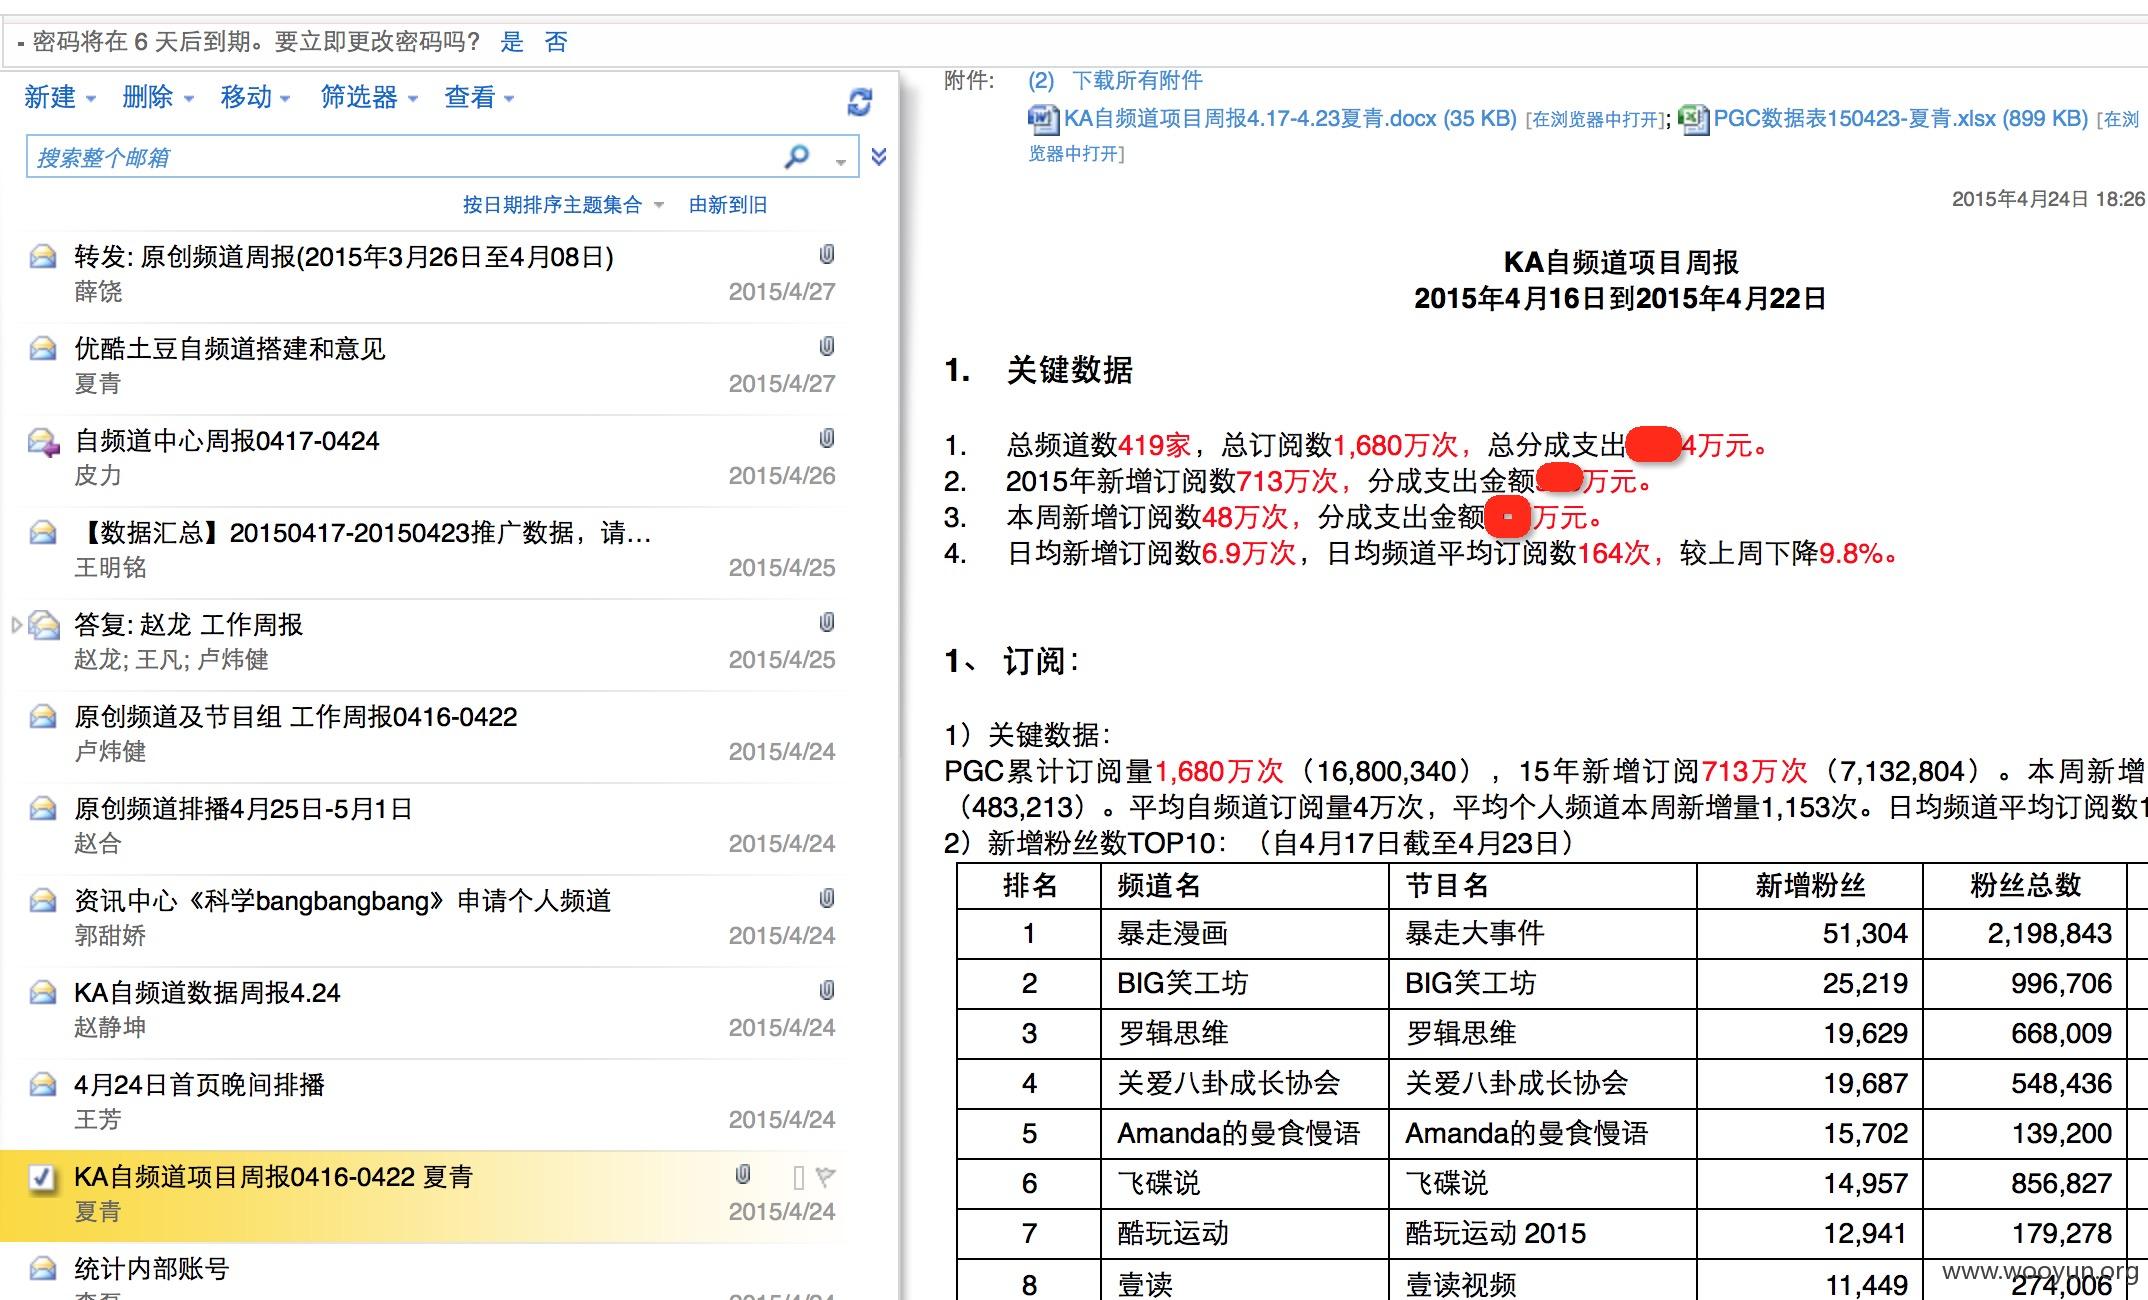 - 密码将在 6 天后到期。要立即更改密码吗? 是 否
新建 删除 移动 筛选器 查看
搜索整个邮箱
按日期排序主题集合 由新到旧
转发: 原创频道周报(2015年3月26日至4月08日)
薛饶 2015/4/27
优酷土豆自频道搭建和意见
夏青 2015/4/27
自频道中心周报0417-0424
皮力 2015/4/26
【数据汇总】20150417-20150423推广数据，请...
王明铭 2015/4/25
答复: 赵龙 工作周报
赵龙; 王凡; 卢炜健 2015/4/25
原创频道及节目组 工作周报0416-0422
卢炜健 2015/4/24
原创频道排播4月25日-5月1日
赵合 2015/4/24
资讯中心《科学bangbangbang》申请个人频道
郭甜娇 2015/4/24
KA自频道数据周报4.24
赵静坤 2015/4/24
4月24日首页晚间排播
王芳 2015/4/24
KA自频道项目周报0416-0422 夏青
夏青 2015/4/24
统计内部账号
附件: (2) 下载所有附件
KA自频道项目周报4.17-4.23夏青.docx (35 KB) [在浏览器中打开]; PGC数据表150423-夏青.xlsx (899 KB) [在浏
览器中打开]
2015年4月24日 18:26
KA自频道项目周报
2015年4月16日到2015年4月22日
1. 关键数据
1. 总频道数419家，总订阅数1,680万次，总分成支出4万元。
2. 2015年新增订阅数713万次，分成支出金额万元。
3. 本周新增订阅数48万次，分成支出金额万元。
4. 日均新增订阅数6.9万次，日均频道平均订阅数164次，较上周下降9.8%。
1、 订阅：
1）关键数据：
PGC累计订阅量1,680万次（16,800,340），15年新增订阅713万次（7,132,804）。本周新增
（483,213）。平均自频道订阅量4万次，平均个人频道本周新增量1,153次。日均频道平均订阅数1
2）新增粉丝数TOP10：（自4月17日截至4月23日）
排名 频道名 节目名 新增粉丝 粉丝总数
1 暴走漫画 暴走大事件 51,304 2,198,843
2 BIG笑工坊 BIG笑工坊 25,219 996,706
3 罗辑思维 罗辑思维 19,629 668,009
4 关爱八卦成长协会 关爱八卦成长协会 19,687 548,436
5 Amanda的曼食慢语 Amanda的曼食慢语 15,702 139,200
6 飞碟说 飞碟说 14,957 856,827
7 酷玩运动 酷玩运动 2015 12,941 179,278
8 壹读 壹读视频 11,449 274,006
www.wooyun.org